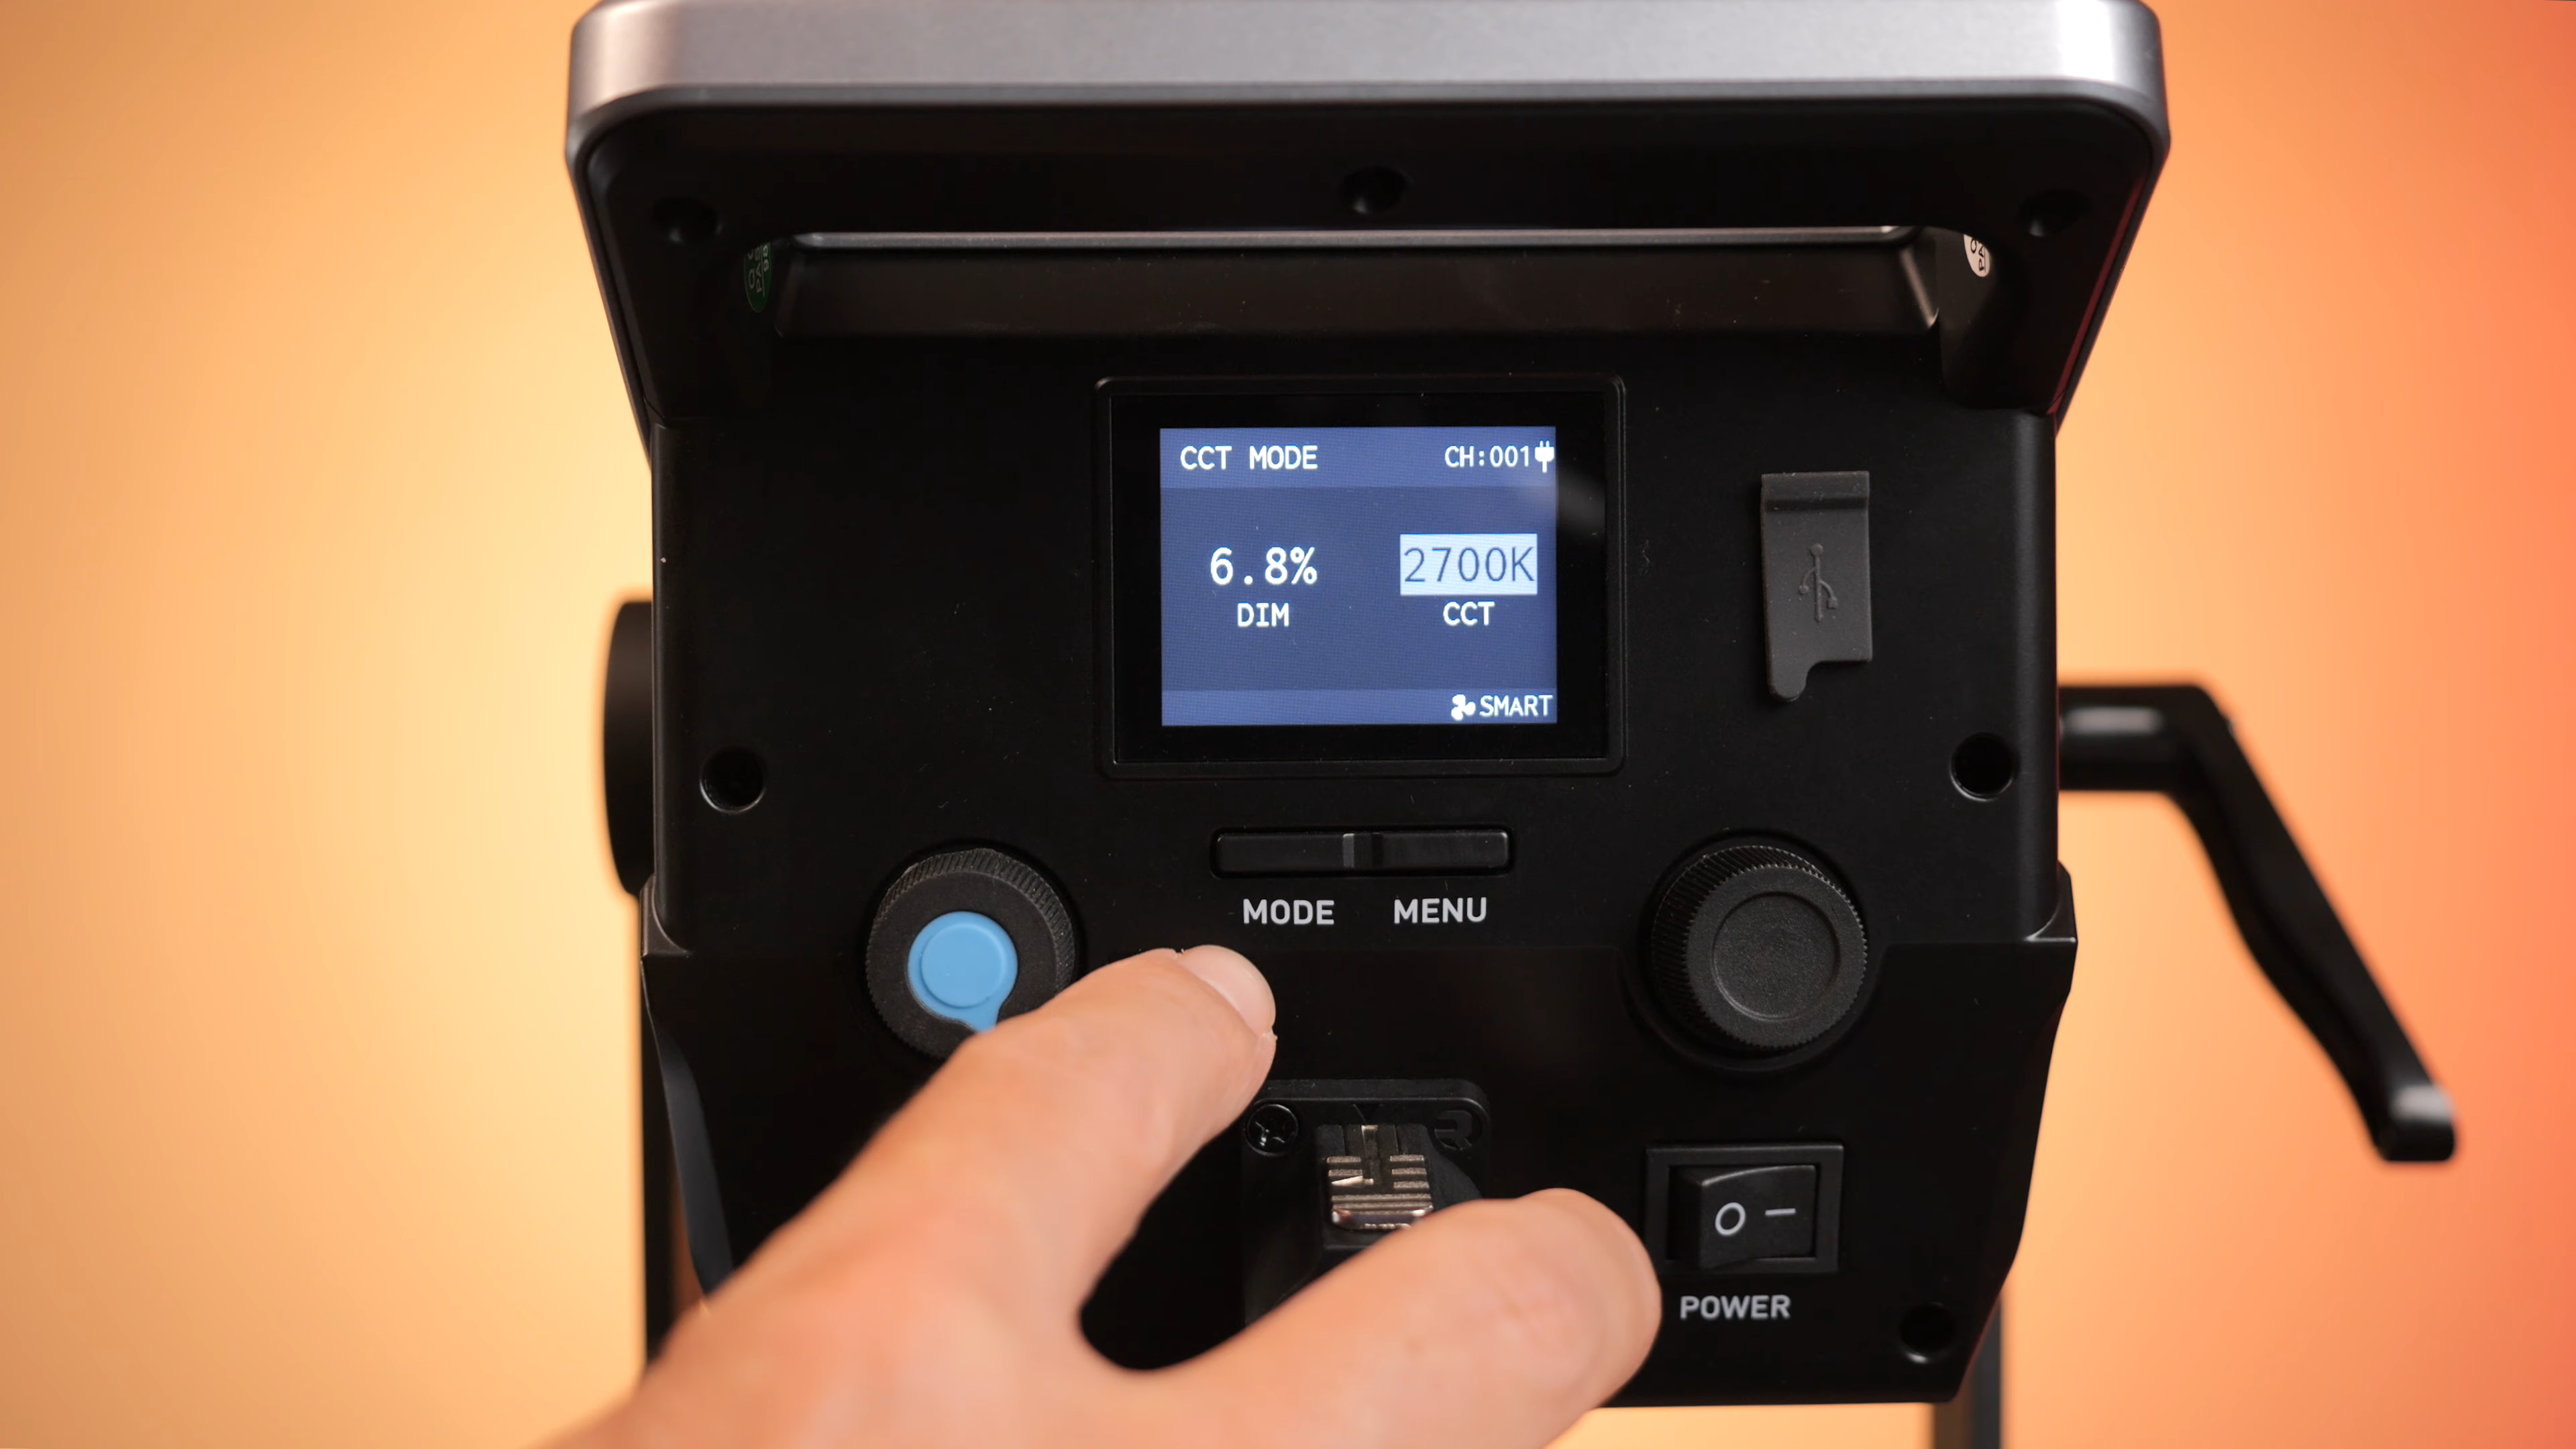 CCT MODE CH:001
6.8% 2700K
DIM CCT
SMART
MODE MENU
POWER